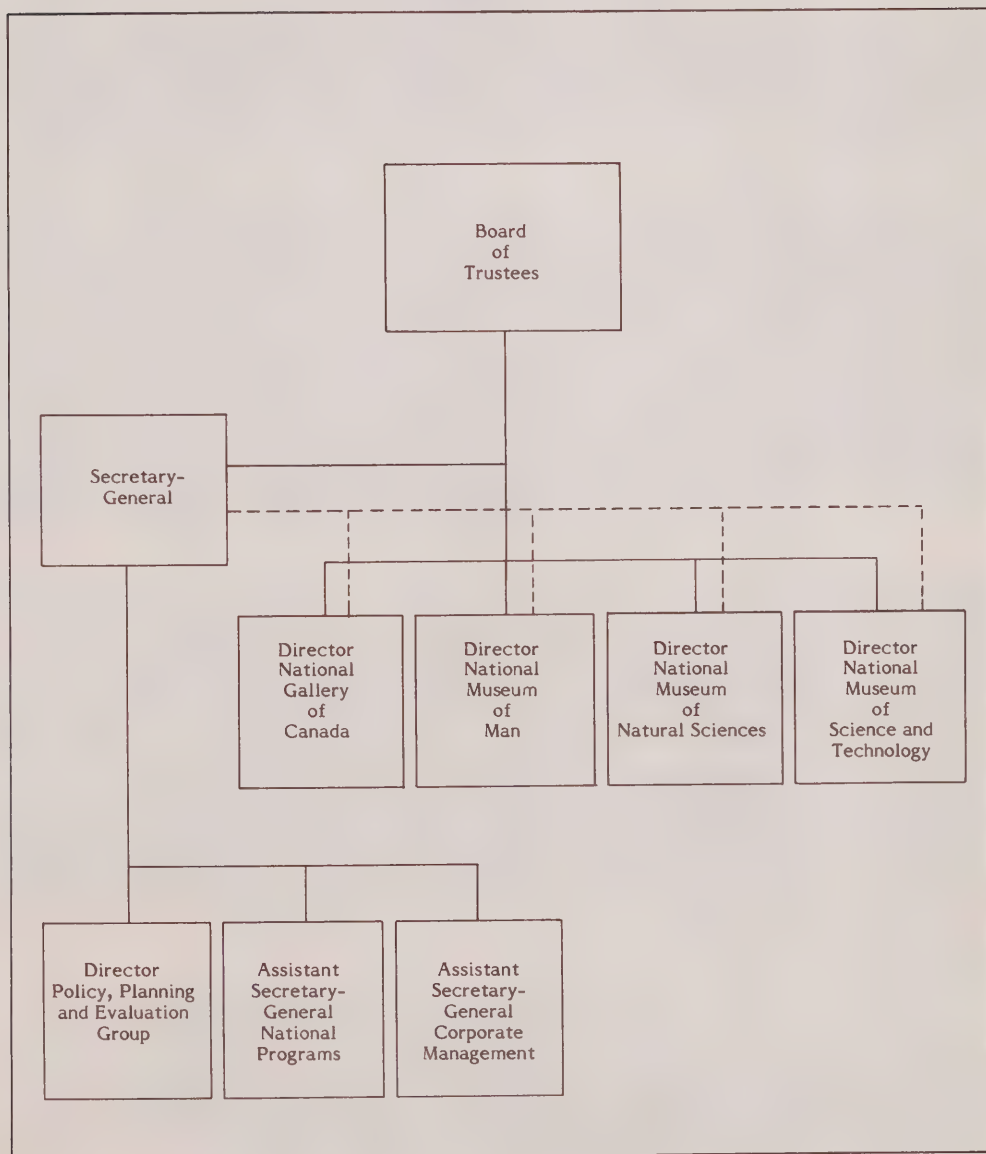 Board
of
Trustees
Secretary-
General
Director
National
Gallery
of
Canada
Director
National
Museum
of
Man
Director
National
Museum
of
Natural Sciences
Director
National
Museum
of
Science and
Technology
Director
Policy, Planning
and Evaluation
Group
Assistant
Secretary-
General
National
Programs
Assistant
Secretary-
General
Corporate
Management